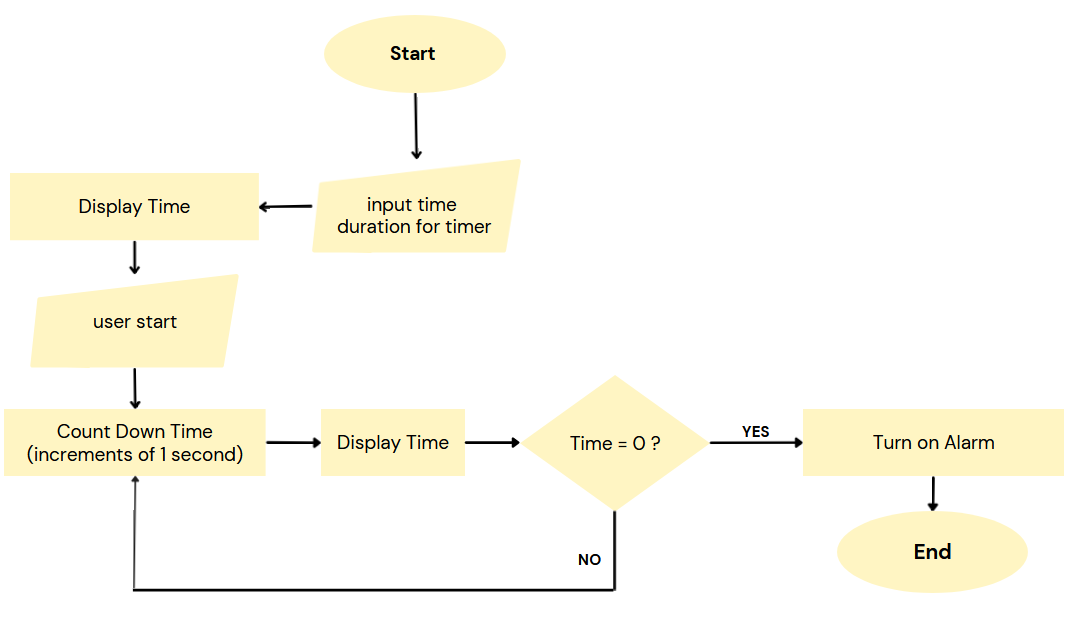 Start
input time
duration for timer
Display Time
user start
Count Down Time
(increments of 1 second)
Display Time
Time = 0 ?
YES
Turn on Alarm
NO
End